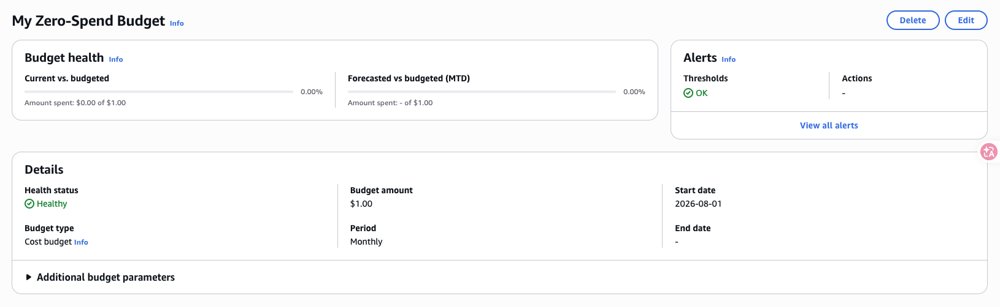 My Zero-Spend Budget Info
Delete
Edit
Budget health Info
Current vs. budgeted
0.00%
Amount spent: $0.00 of $1.00
Forecasted vs budgeted (MTD)
0.00%
Amount spent: - of $1.00
Alerts Info
Thresholds
OK
Actions
-
View all alerts
Details
Health status
Healthy
Budget type
Cost budget Info
Budget amount
$1.00
Period
Monthly
Start date
2026-08-01
End date
-
Additional budget parameters